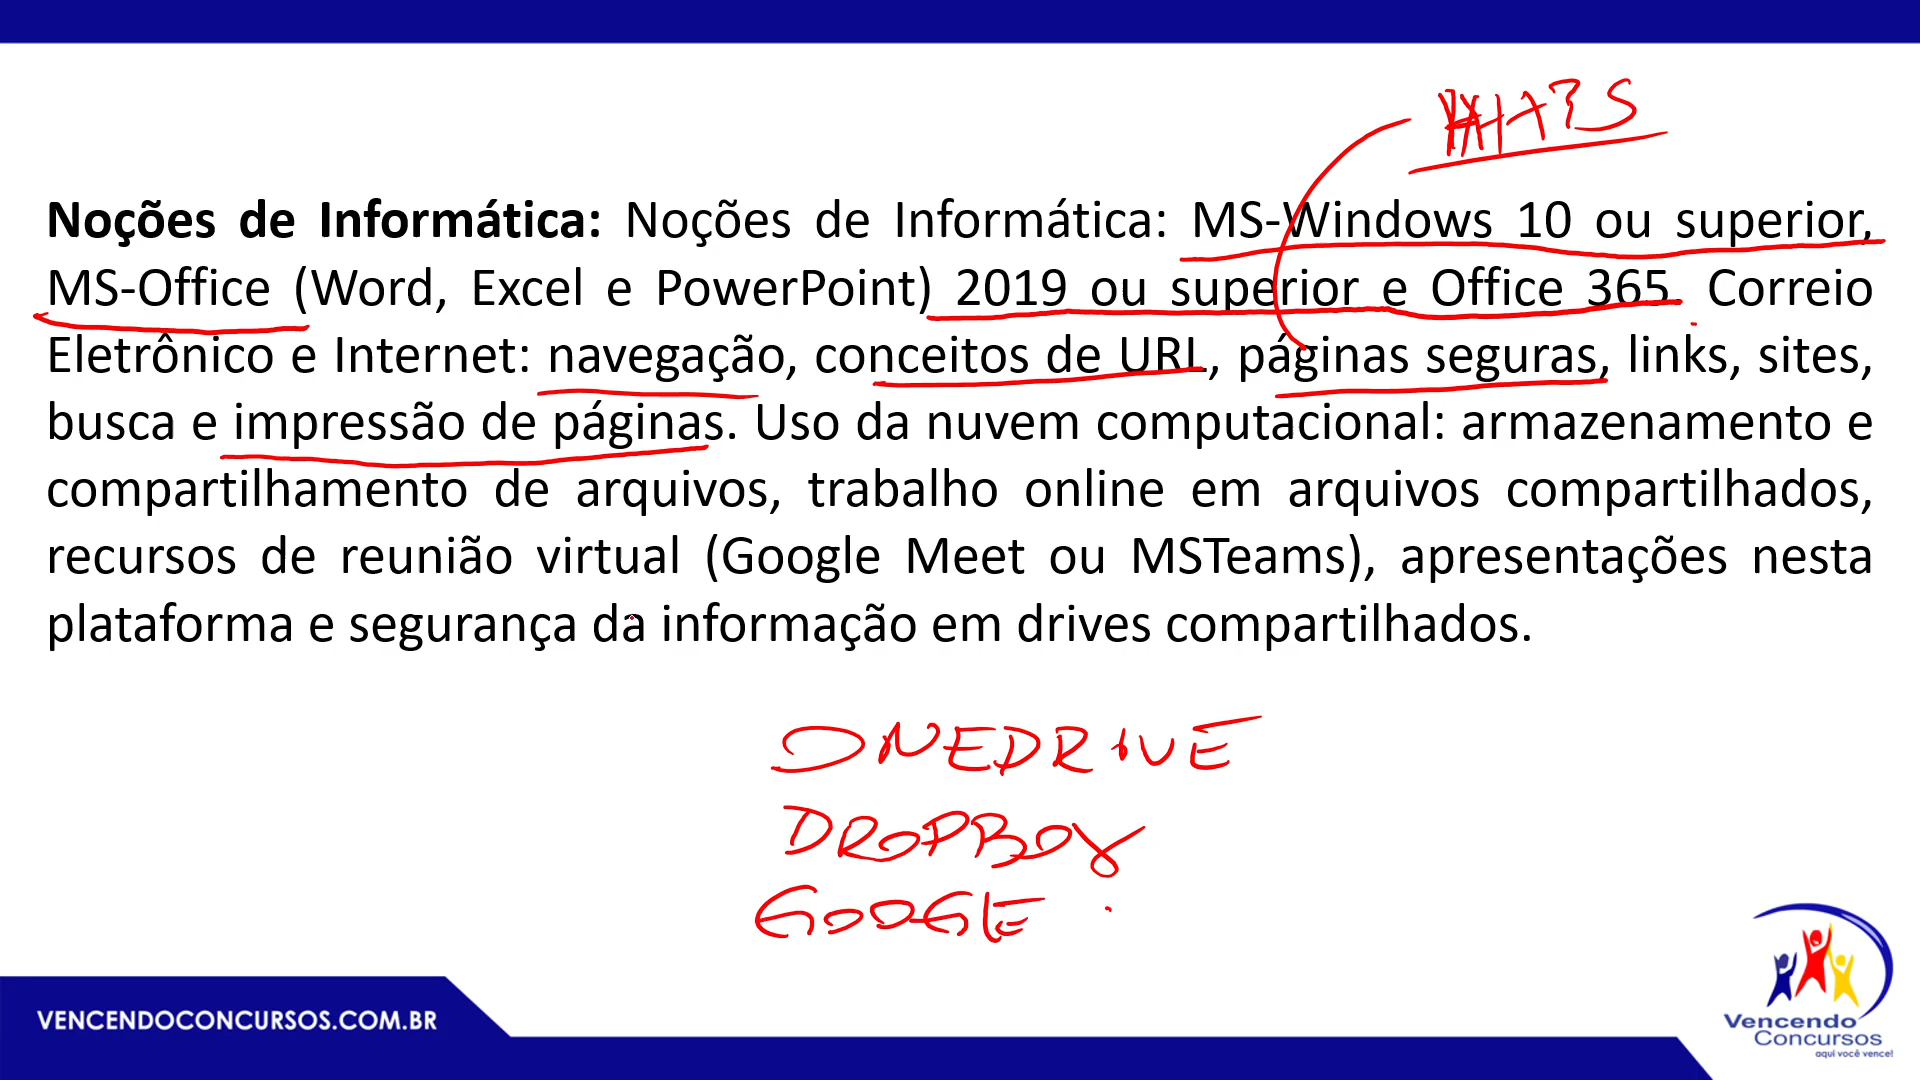 Noções de Informática: Noções de Informática: MS-Windows 10 ou superior,
MS-Office (Word, Excel e PowerPoint) 2019 ou superior e Office 365. Correio
Eletrônico e Internet: navegação, conceitos de URL, páginas seguras, links, sites,
busca e impressão de páginas. Uso da nuvem computacional: armazenamento e
compartilhamento de arquivos, trabalho online em arquivos compartilhados,
recursos de reunião virtual (Google Meet ou MSTeams), apresentações nesta
plataforma e segurança da informação em drives compartilhados.
ONEDRIVE
DROPBOX
GOOGLE
VENCENDOCONCURSOS.COM.BR
Vencendo
Concursos
aqui você vence!